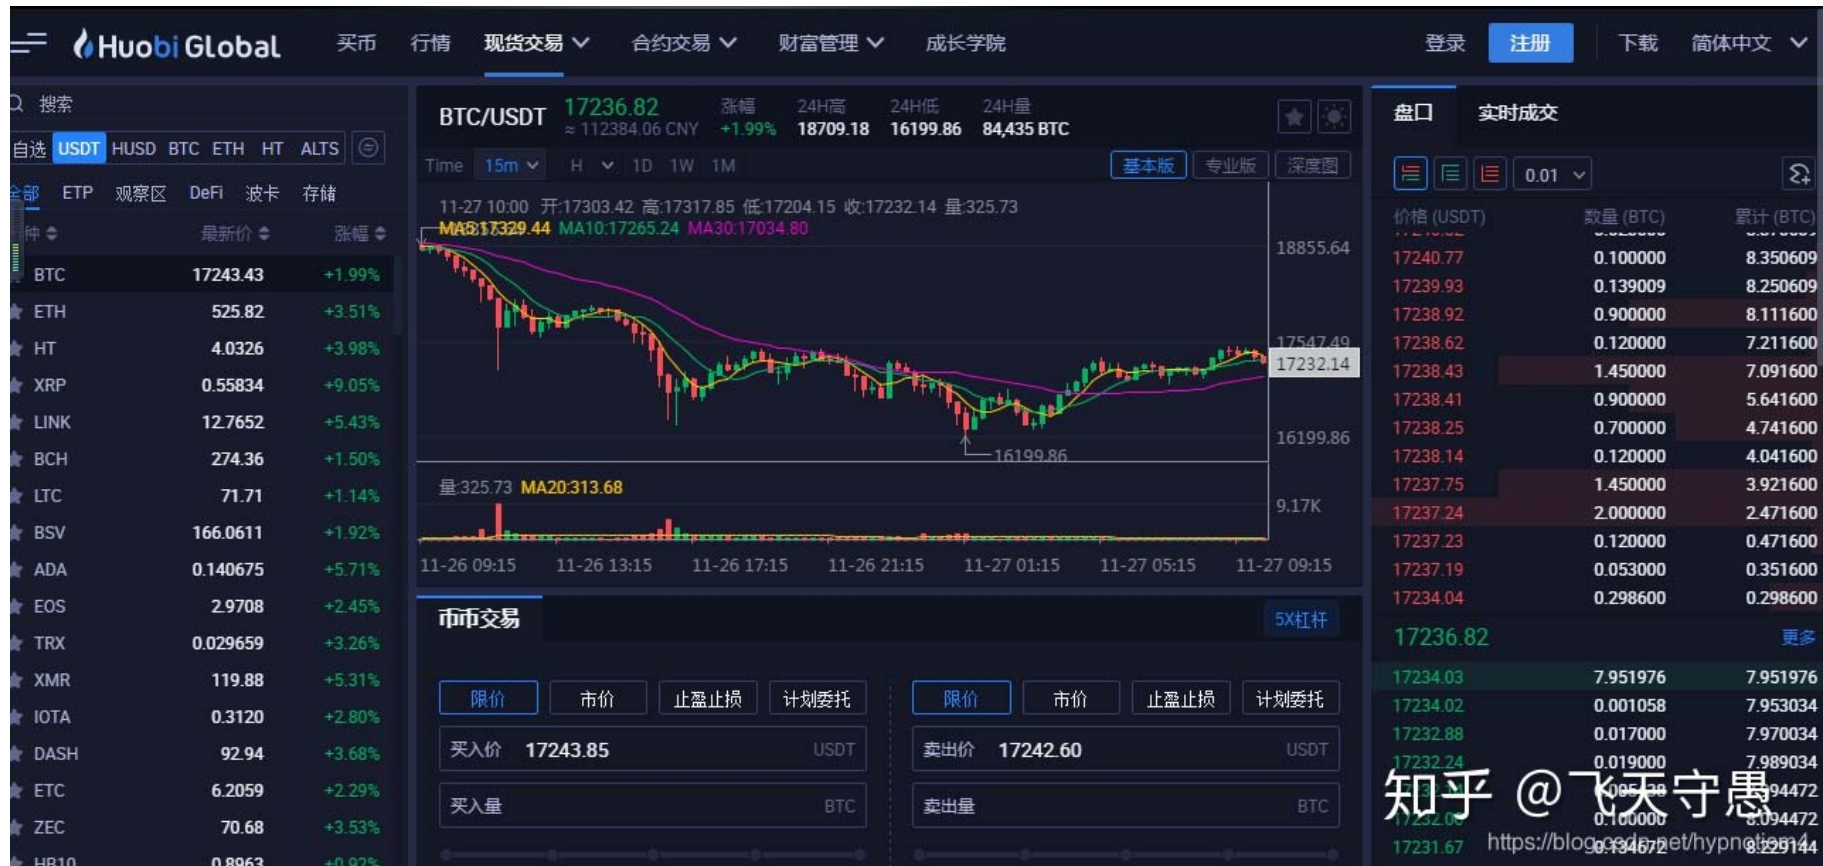 Huobi Global 买币 行情 现货交易 合约交易 财富管理 成长学院 登录 注册 下载 简体中文
搜索
自选 USDT HUSD BTC ETH HT ALTS
全部 ETP 观察区 DeFi 波卡 存储
种 最新价 涨幅
BTC 17243.43 +1.99%
ETH 525.82 +3.51%
HT 4.0326 +3.98%
XRP 0.55834 +9.05%
LINK 12.7652 +5.43%
BCH 274.36 +1.50%
LTC 71.71 +1.14%
BSV 166.0611 +1.92%
ADA 0.140675 +5.71%
EOS 2.9708 +2.45%
TRX 0.029659 +3.26%
XMR 119.88 +5.31%
IOTA 0.3120 +2.80%
DASH 92.94 +3.68%
ETC 6.2059 +2.29%
ZEC 70.68 +3.53%
HB10 0.8963 +0.92%
BTC/USDT 17236.82 涨幅 24H高 24H低 24H量
≈ 112384.06 CNY +1.99% 18709.18 16199.86 84,435 BTC
Time 15m H 1D 1W 1M 基本版 专业版 深度图
11-27 10:00 开:17303.42 高:17317.85 低:17204.15 收:17232.14 量:325.73
MA5:17329.44 MA10:17265.24 MA30:17034.80
18855.64
17547.49
17232.14
16199.86
16199.86
量:325.73 MA20:313.68
9.17K
11-26 09:15 11-26 13:15 11-26 17:15 11-26 21:15 11-27 01:15 11-27 05:15 11-27 09:15
币币交易 5X杠杆
限价 市价 止盈止损 计划委托 限价 市价 止盈止损 计划委托
买入价 17243.85 USDT 卖出价 17242.60 USDT
买入量 BTC 卖出量 BTC
盘口 实时成交
0.01
价格 (USDT) 数量 (BTC) 累计 (BTC)
17240.77 0.100000 8.350609
17239.93 0.139009 8.250609
17238.92 0.900000 8.111600
17238.62 0.120000 7.211600
17238.43 1.450000 7.091600
17238.41 0.900000 5.641600
17238.25 0.700000 4.741600
17238.14 0.120000 4.041600
17237.75 1.450000 3.921600
17237.24 2.000000 2.471600
17237.23 0.120000 0.471600
17237.19 0.053000 0.351600
17234.04 0.298600 0.298600
17236.82 更多
17234.03 7.951976 7.951976
17234.02 0.001058 7.953034
17232.88 0.017000 7.970034
17232.24 0.019000 7.989034
知乎 @飞天守愚
0.100000 8.094472
17231.67 0.134672 8.229144